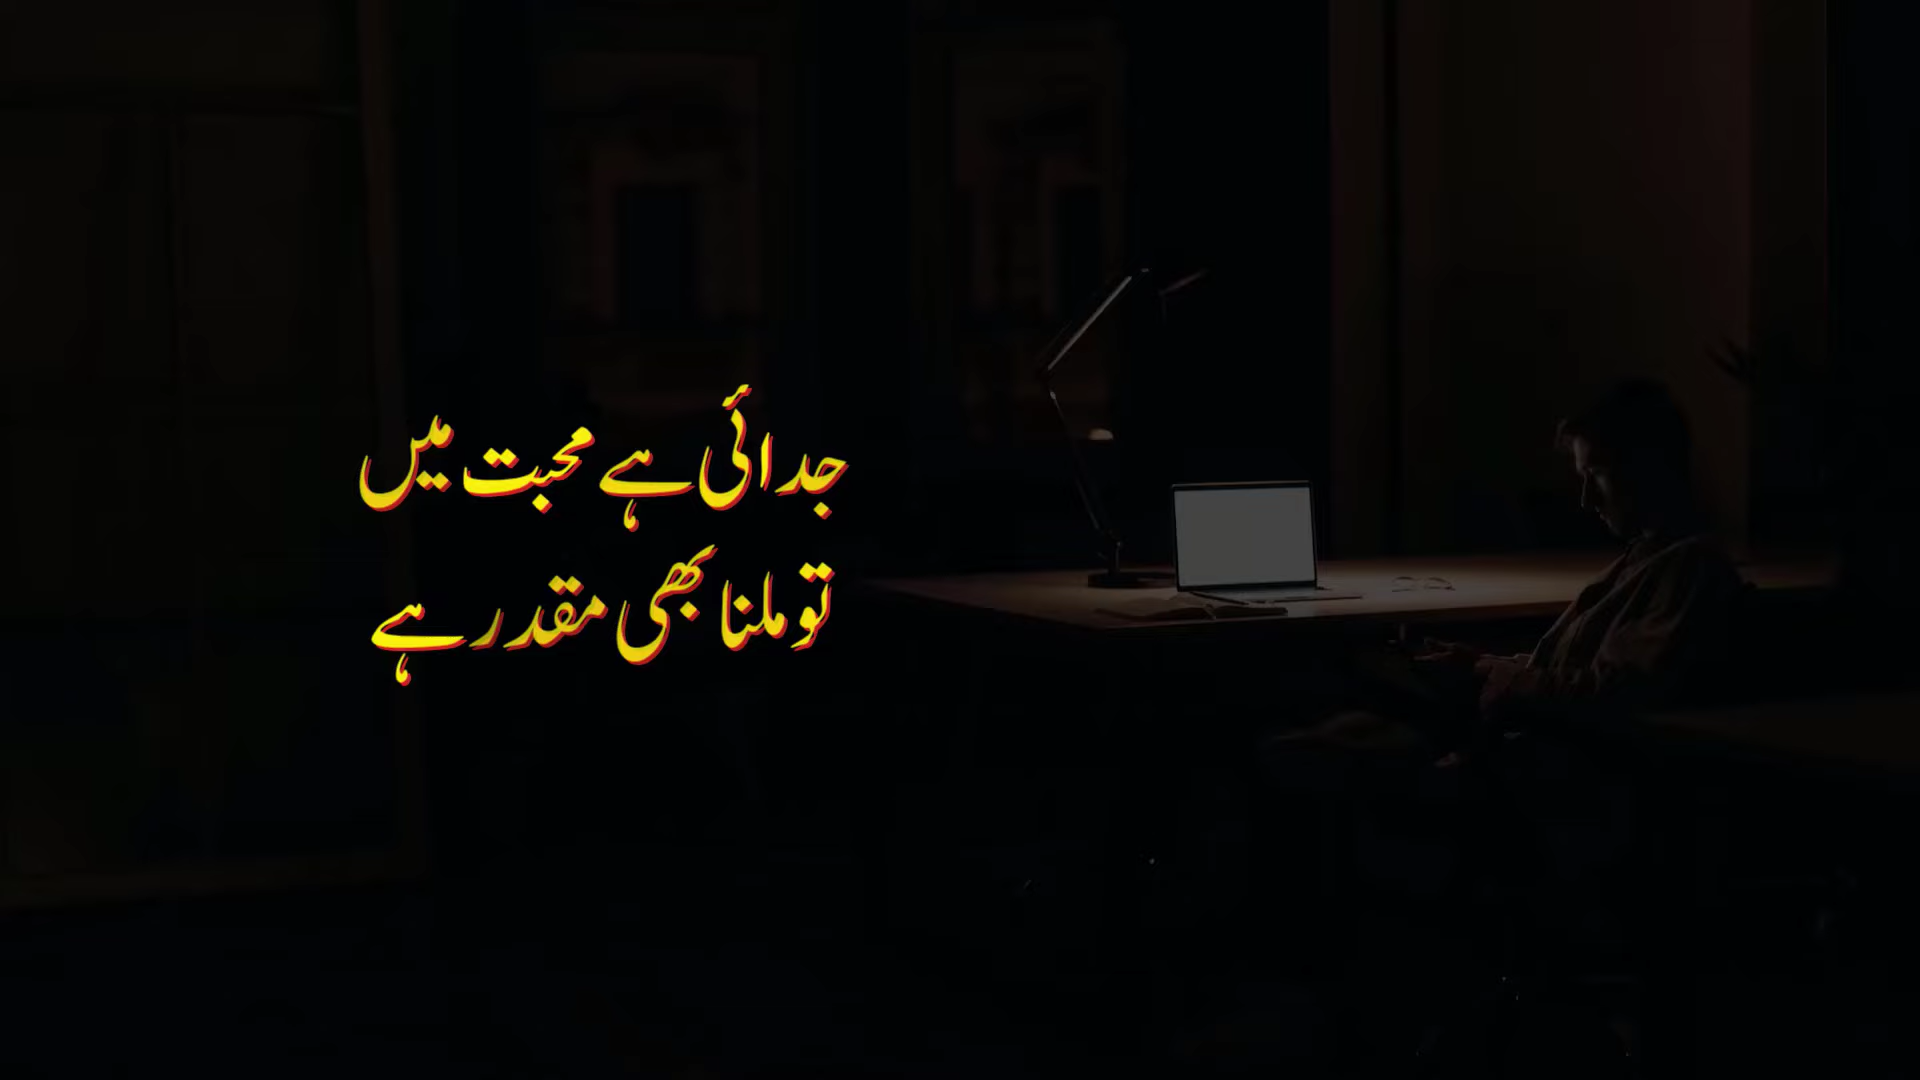 جدائی ہے محبت میں
تو ملنا بھی مقدر ہے